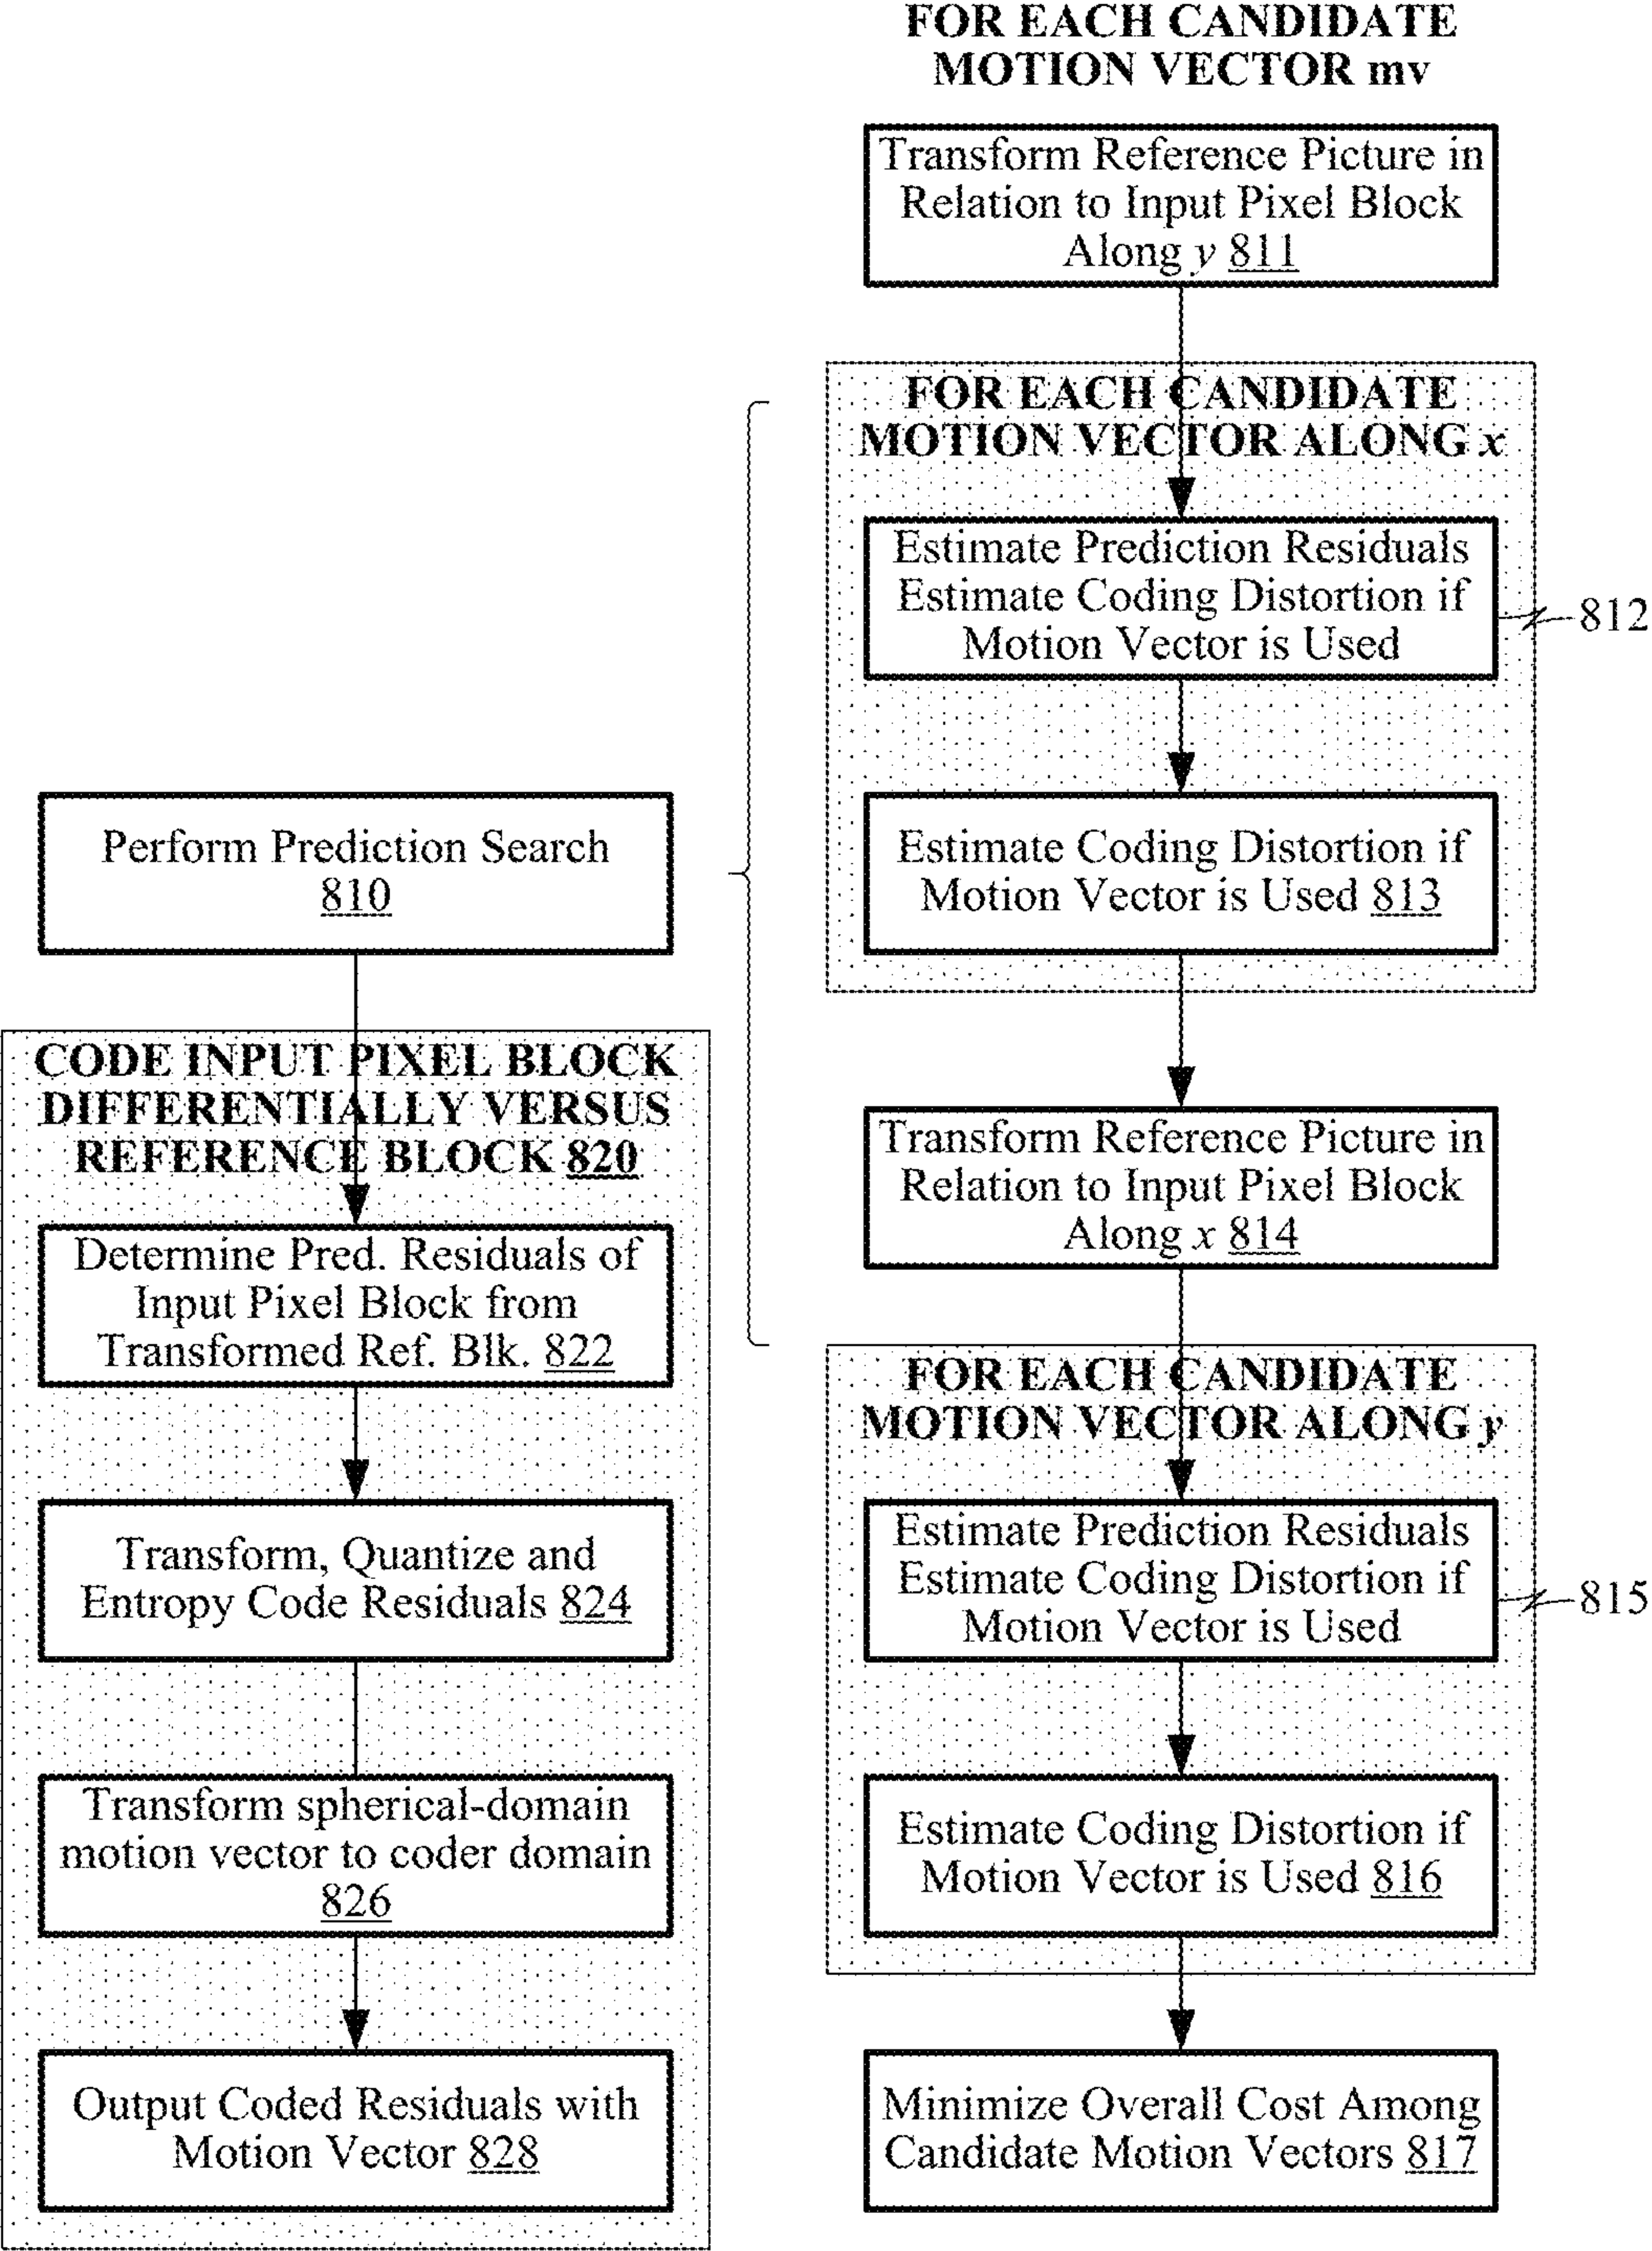 FOR EACH CANDIDATE
MOTION VECTOR mv
Transform Reference Picture in
Relation to Input Pixel Block
Along y 811
FOR EACH CANDIDATE
MOTION VECTOR ALONG x
Estimate Prediction Residuals
Estimate Coding Distortion if
Motion Vector is Used
812
Estimate Coding Distortion if
Motion Vector is Used 813
Transform Reference Picture in
Relation to Input Pixel Block
Along x 814
FOR EACH CANDIDATE
MOTION VECTOR ALONG y
Estimate Prediction Residuals
Estimate Coding Distortion if
Motion Vector is Used
815
Estimate Coding Distortion if
Motion Vector is Used 816
Minimize Overall Cost Among
Candidate Motion Vectors 817
Perform Prediction Search
810
CODE INPUT PIXEL BLOCK
DIFFERENTIALLY VERSUS
REFERENCE BLOCK 820
Determine Pred. Residuals of
Input Pixel Block from
Transformed Ref. Blk. 822
Transform, Quantize and
Entropy Code Residuals 824
Transform spherical-domain
motion vector to coder domain
826
Output Coded Residuals with
Motion Vector 828